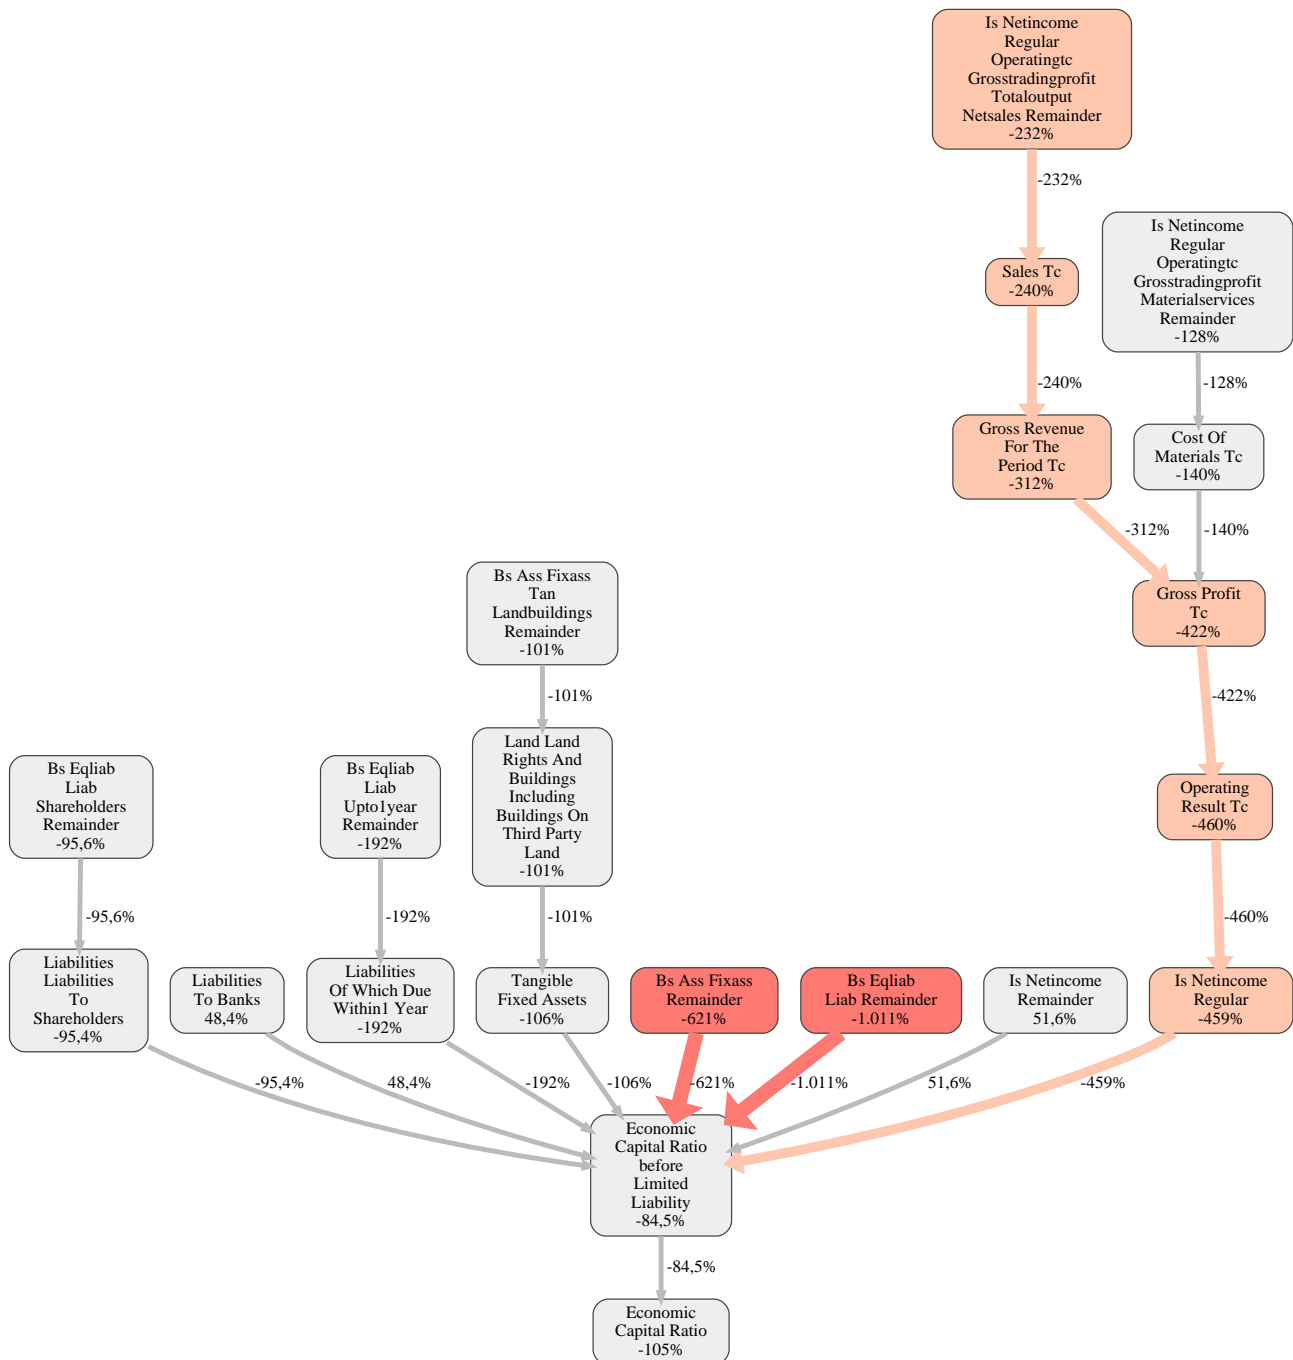 Is Netincome
Regular
Operatingtc
Grosstradingprofit
Totaloutput
Netsales Remainder
-232%
-232%
Is Netincome
Regular
Operatingtc
Grosstradingprofit
Materialservices
Remainder
-128%
Sales Tc
-240%
-240%
-128%
Gross Revenue
For The
Period Tc
-312%
Cost Of
Materials Tc
-140%
-312%
-140%
Bs Ass Fixass
Tan
Landbuildings
Remainder
-101%
Gross Profit
Tc
-422%
-101%
-422%
Land Land
Rights And
Buildings
Including
Buildings On
Third Party
Land
-101%
Bs Eqliab
Liab
Shareholders
Remainder
-95,6%
Bs Eqliab
Liab
Upto1year
Remainder
-192%
Operating
Result Tc
-460%
-95,6%
-192%
-101%
-460%
Liabilities
Liabilities
To
Shareholders
-95,4%
Liabilities
To Banks
48,4%
Liabilities
Of Which Due
Within1 Year
-192%
Tangible
Fixed Assets
-106%
Bs Ass Fixass
Remainder
-621%
Bs Eqliab
Liab Remainder
-1.011%
Is Netincome
Remainder
51,6%
Is Netincome
Regular
-459%
-95,4%
48,4%
-192%
-106%
-621%
-1.011%
51,6%
-459%
Economic
Capital Ratio
before
Limited
Liability
-84,5%
-84,5%
Economic
Capital Ratio
-105%